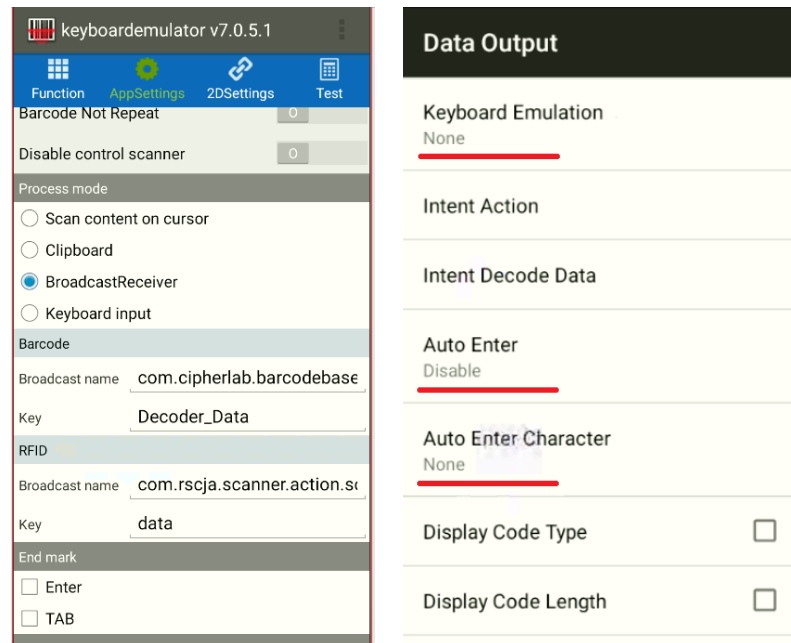 keyboardemulator v7.0.5.1
Function AppSettings 2DSettings Test
Barcode Not Repeat O
Disable control scanner O
Process mode
Scan content on cursor
Clipboard
BroadcastReceiver
Keyboard input
Barcode
Broadcast name com.cipherlab.barcodebase
Key Decoder_Data
RFID
Broadcast name com.rscja.scanner.action.sc
Key data
End mark
Enter
TAB
Data Output
Keyboard Emulation
None
Intent Action
Intent Decode Data
Auto Enter
Disable
Auto Enter Character
None
Display Code Type
Display Code Length